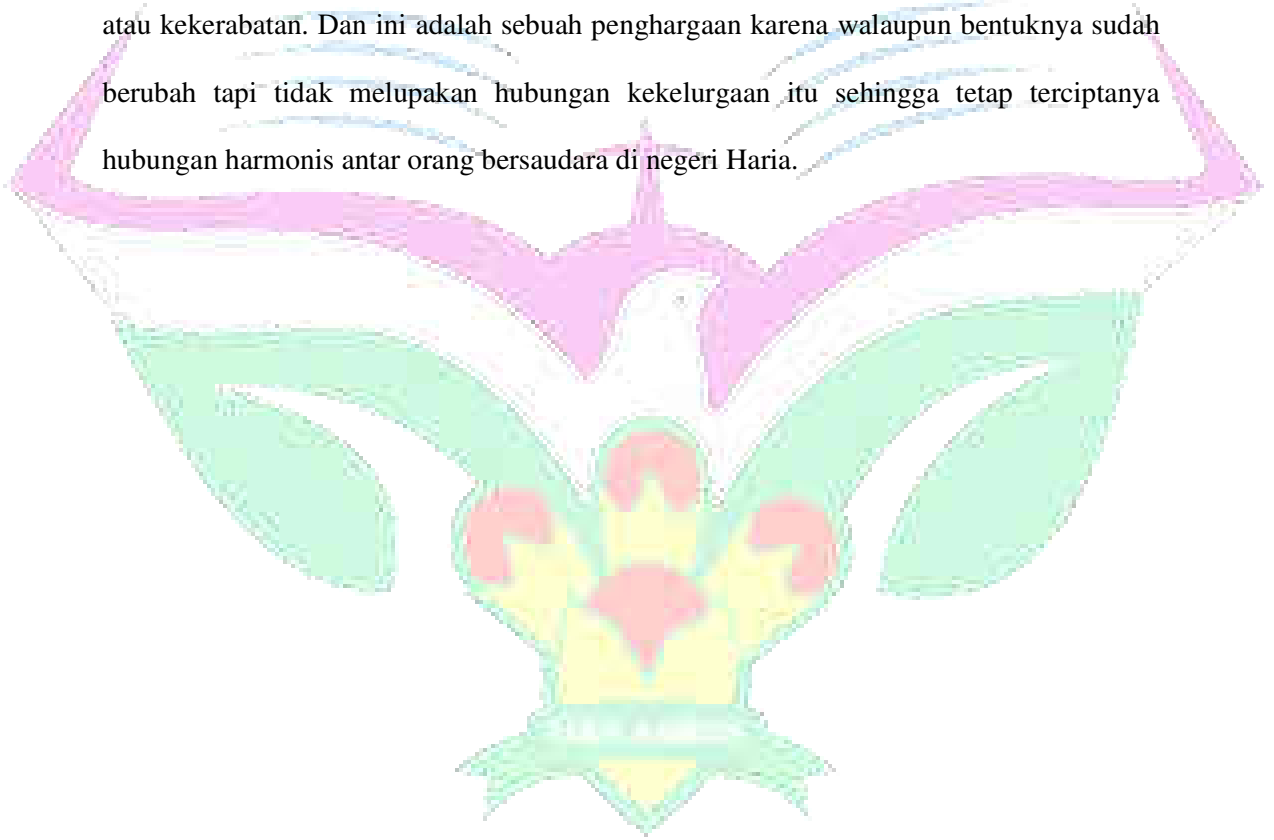 atau kekerabatan. Dan ini adalah sebuah penghargaan karena walaupun bentuknya sudah
berubah tapi tidak melupakan hubungan kekelurgaan itu sehingga tetap terciptanya
hubungan harmonis antar orang bersaudara di negeri Haria.